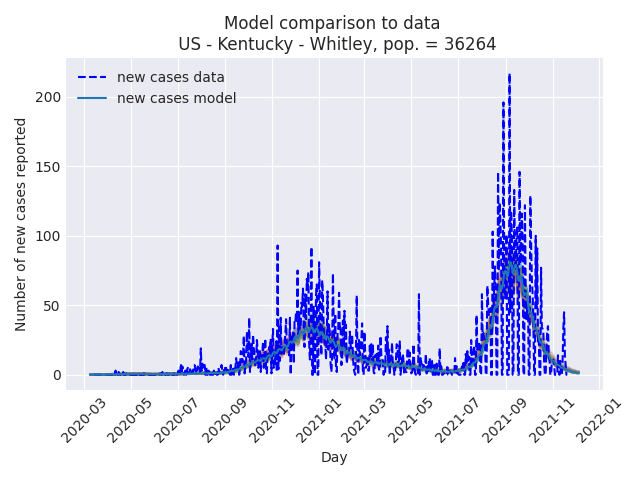 Model comparison to data
US - Kentucky - Whitley, pop. = 36264
new cases data
new cases model
Number of new cases reported
200
150
100
50
0
2020-03
2020-05
2020-07
2020-09
2020-11
2021-01
2021-03
2021-05
2021-07
2021-09
2021-11
2022-01
Day